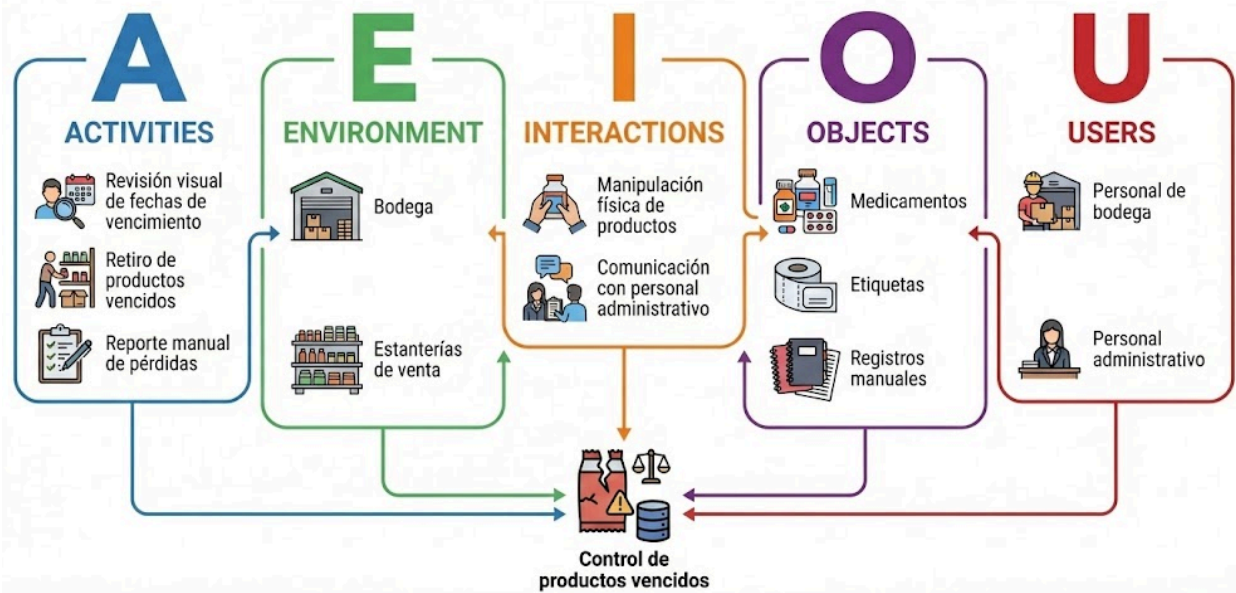 A
ACTIVITIES
Revisión visual
de fechas de
vencimiento
Retiro de
productos
vencidos
Reporte manual
de pérdidas
E
ENVIRONMENT
Bodega
Estanterías
de venta
I
INTERACTIONS
Manipulación
física de
productos
Comunicación
con personal
administrativo
O
OBJECTS
Medicamentos
Etiquetas
Registros
manuales
U
USERS
Personal de
bodega
Personal
administrativo
Control de
productos vencidos